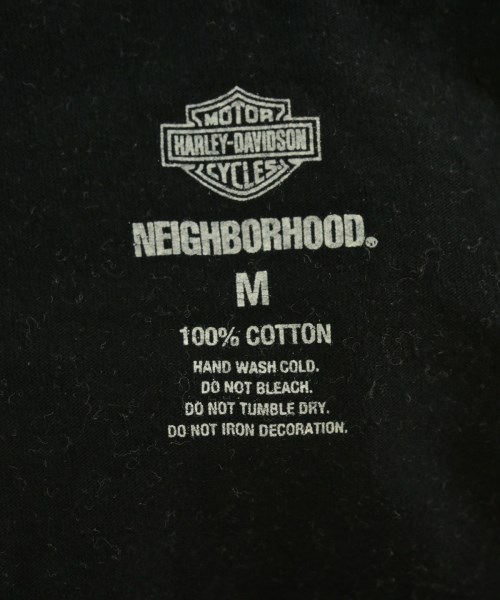 MOTOR
HARLEY-DAVIDSON
CYCLES
NEIGHBORHOOD®
M
100% COTTON
HAND WASH COLD.
DO NOT BLEACH.
DO NOT TUMBLE DRY.
DO NOT IRON DECORATION.